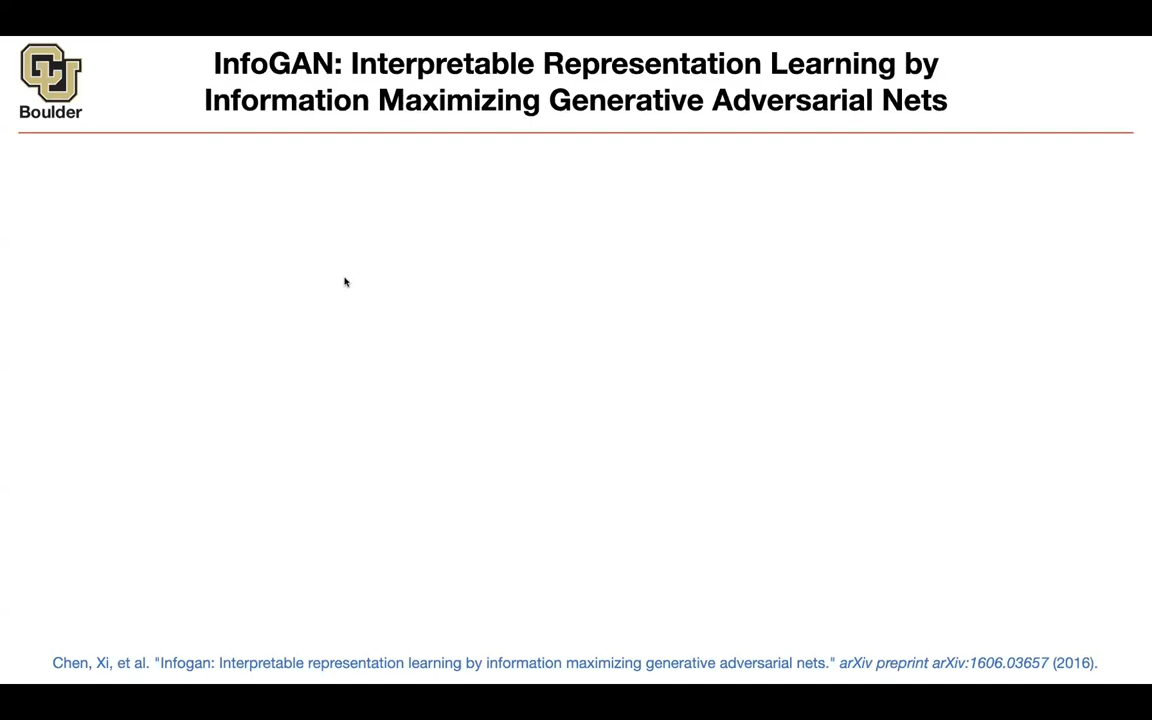 InfoGAN: Interpretable Representation Learning by
Information Maximizing Generative Adversarial Nets
Boulder
Chen, Xi, et al. "Infogan: Interpretable representation learning by information maximizing generative adversarial nets." arXiv preprint arXiv:1606.03657 (2016).